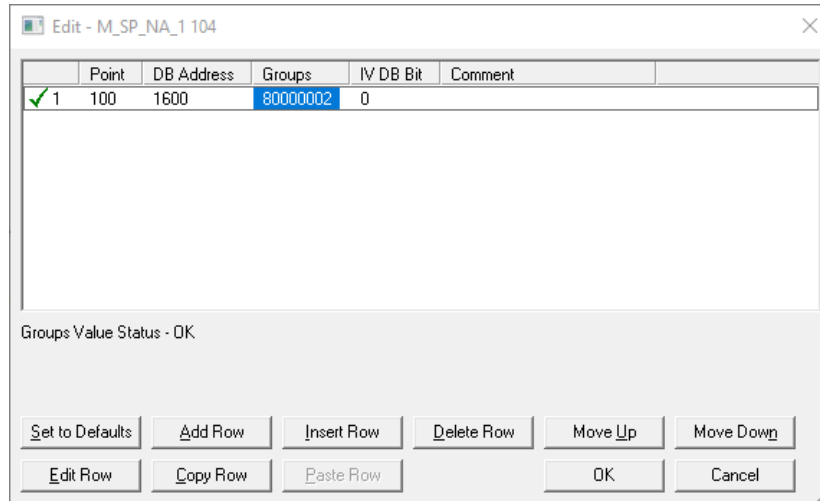 Edit - M_SP_NA_1 104
Point DB Address Groups IV DB Bit Comment
1 100 1600 80000002 0
Groups Value Status - OK
Set to Defaults Add Row Insert Row Delete Row Move Up Move Down
Edit Row Copy Row Paste Row OK Cancel